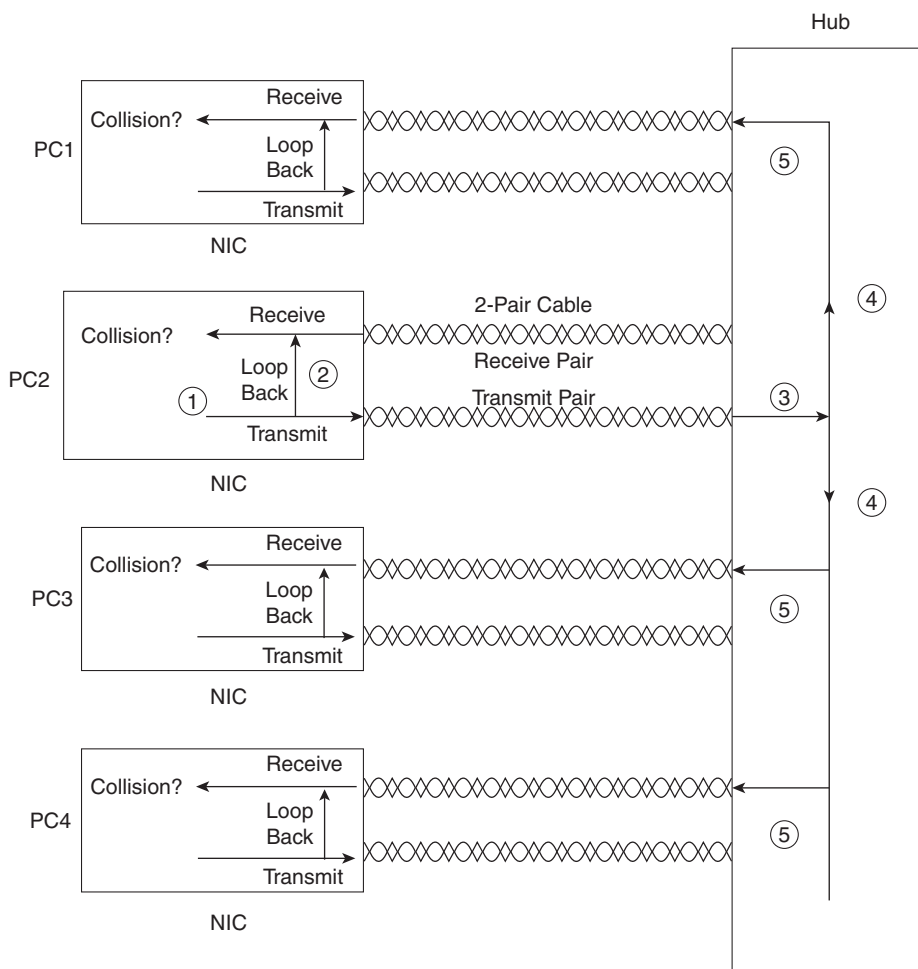 Hub
Receive
Collision?
⑤
Loop
Back
PC1
Transmit
NIC
④
2-Pair Cable
Receive
Collision?
Receive Pair
Loop
Back
②
PC2
①
Transmit Pair
③
Transmit
NIC
④
Receive
Collision?
Loop
Back
⑤
PC3
Transmit
NIC
Receive
Collision?
Loop
Back
PC4
⑤
Transmit
NIC